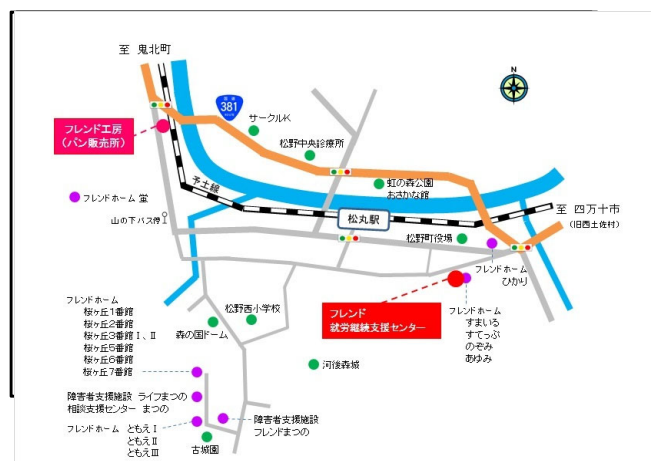 至 鬼北町
N
国道
381
フレンド工房
(パン販売所)
サークルK
松野中央診療所
虹の森公園
おさかな館
フレンドホーム 蛍
予土線
山の下バス停
松丸駅
至 四万十市
(旧西土佐村)
松野町役場
フレンドホーム
ひかり
フレンド
就労継続支援センター
フレンドホーム
すまいる
すてっぷ
のぞみ
あゆみ
フレンドホーム
桜ヶ丘1番館
桜ヶ丘2番館
桜ヶ丘3番館Ⅰ、Ⅱ
桜ヶ丘5番館
桜ヶ丘6番館
桜ヶ丘7番館
松野西小学校
森の国ドーム
河後森城
障害者支援施設 ライフまつの
相談支援センター まつの
フレンドホーム ともえⅠ
ともえⅡ
ともえⅢ
障害者支援施設
フレンドまつの
古城園